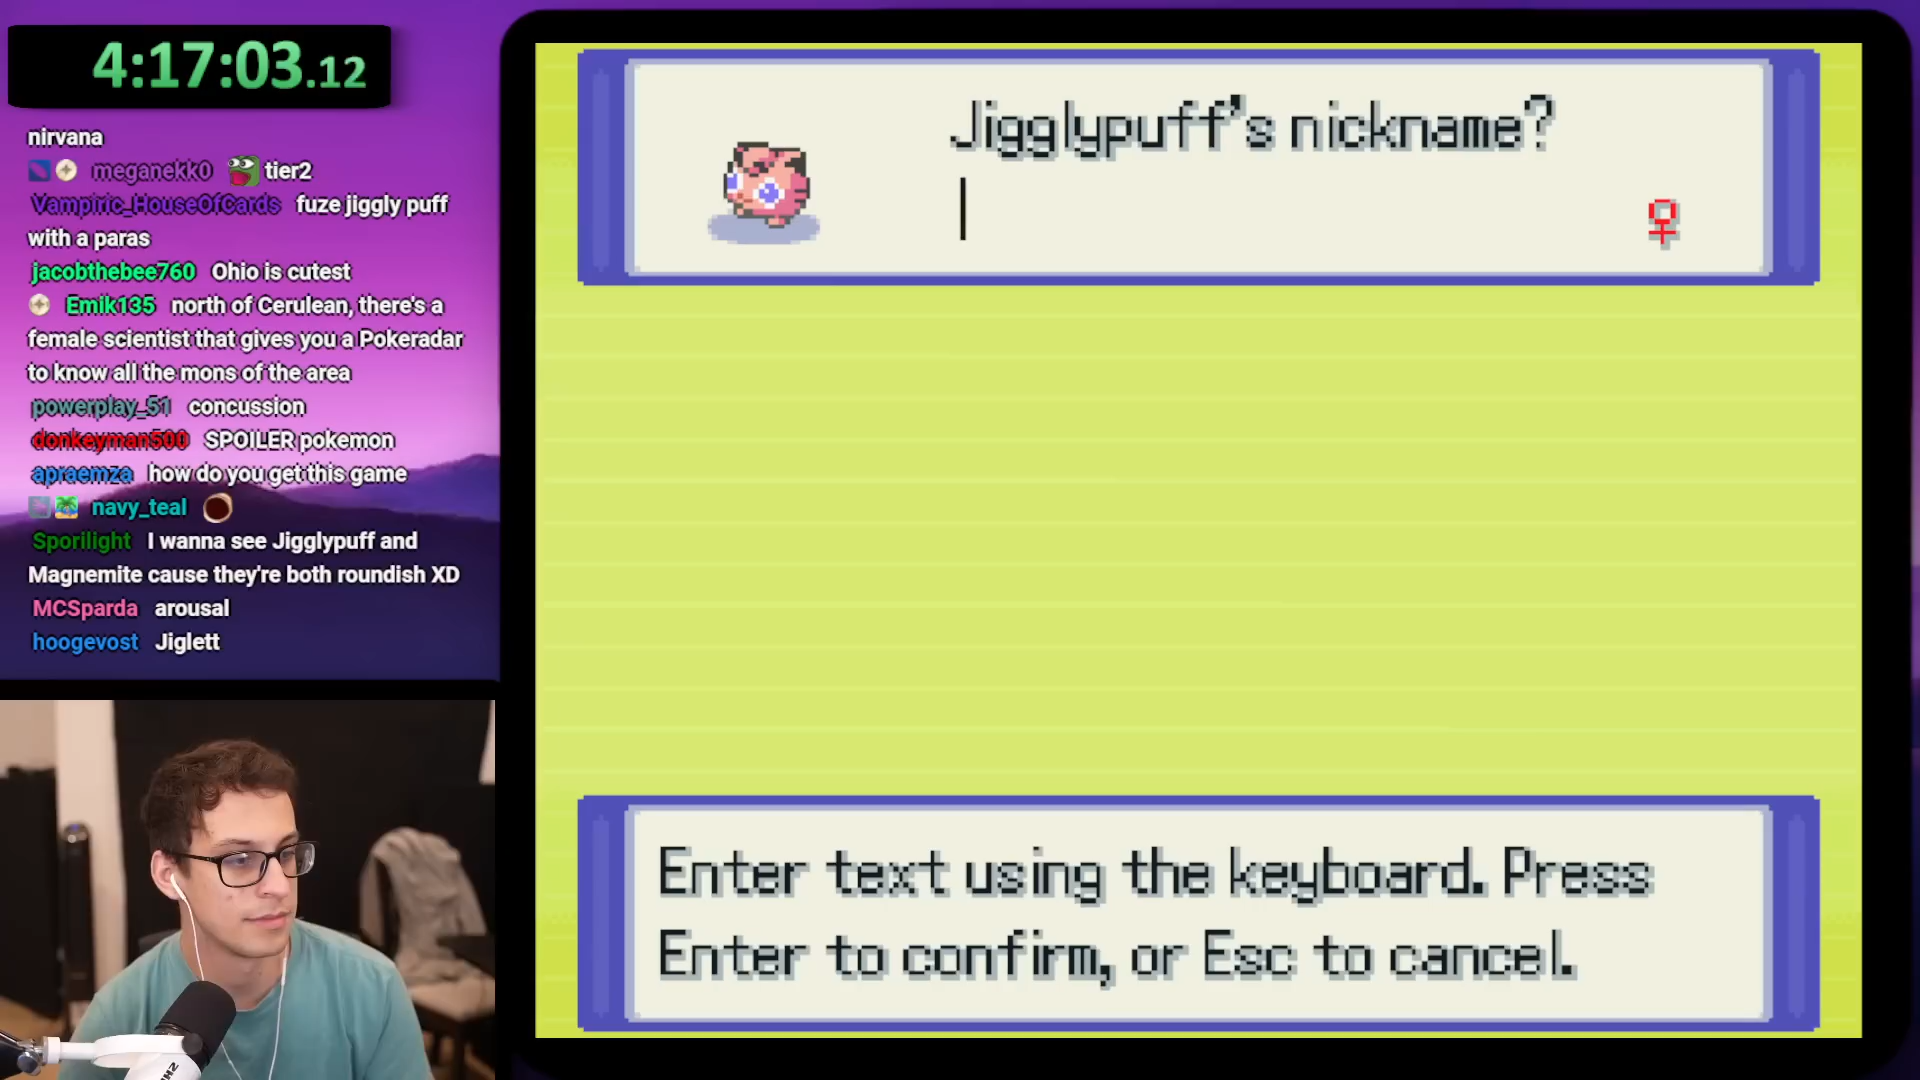 4:17:03.12
nirvana
meganekk0 tier2
Vampiric_HouseOfCards fuze jiggly puff
with a paras
jacobthebee760 Ohio is cutest
Emik135 north of Cerulean, there's a
female scientist that gives you a Pokeradar
to know all the mons of the area
powerplay_51 concussion
donkeyman500 SPOILER pokemon
apraemza how do you get this game
navy_teal
Sporilight I wanna see Jigglypuff and
Magnemite cause they're both roundish XD
MCSparda arousal
hoogevost Jiglett
Jigglypuff's nickname?
Enter text using the keyboard. Press
Enter to confirm, or Esc to cancel.